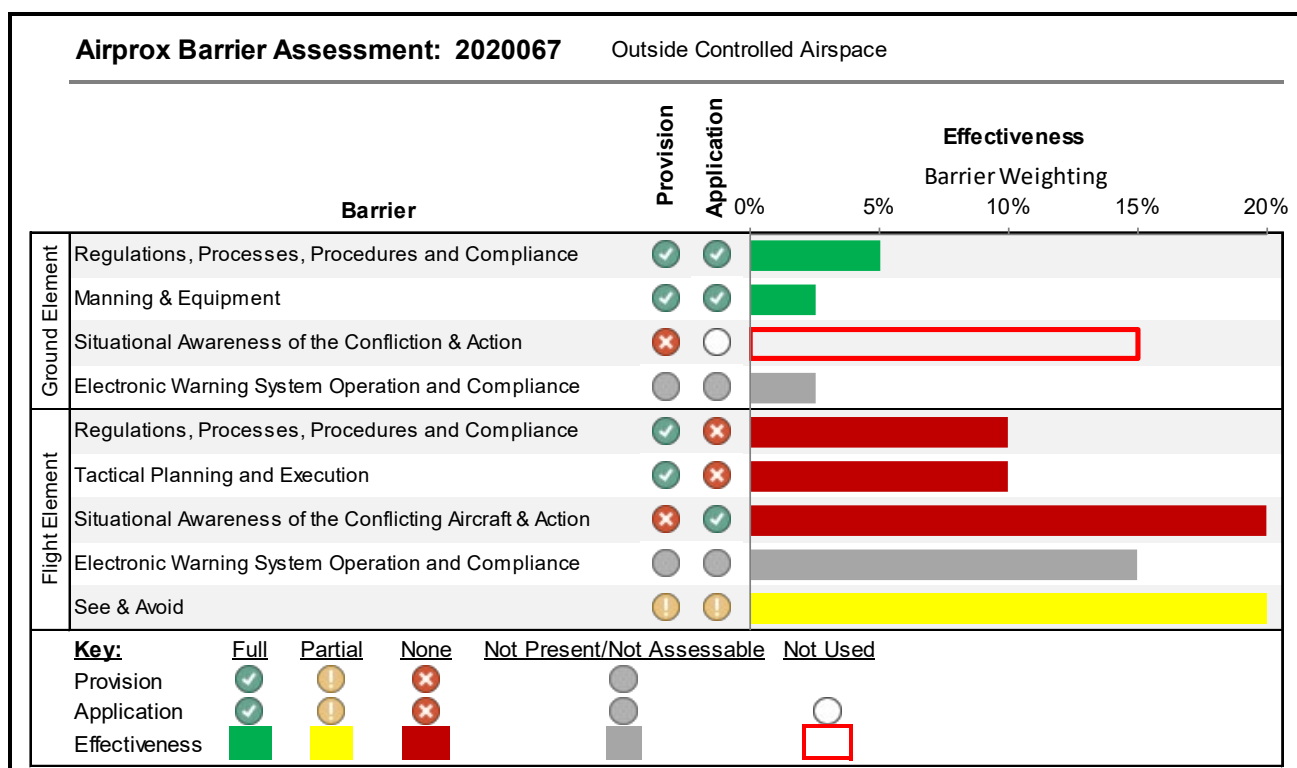 Airprox Barrier Assessment: 2020067 Outside Controlled Airspace
Barrier
Provision
Application
Effectiveness
Barrier Weighting
0% 5% 10% 15% 20%
Ground Element
Regulations, Processes, Procedures and Compliance
Manning & Equipment
Situational Awareness of the Confliction & Action
Electronic Warning System Operation and Compliance
Flight Element
Regulations, Processes, Procedures and Compliance
Tactical Planning and Execution
Situational Awareness of the Conflicting Aircraft & Action
Electronic Warning System Operation and Compliance
See & Avoid
Key: Full Partial None Not Present/Not Assessable Not Used
Provision
Application
Effectiveness